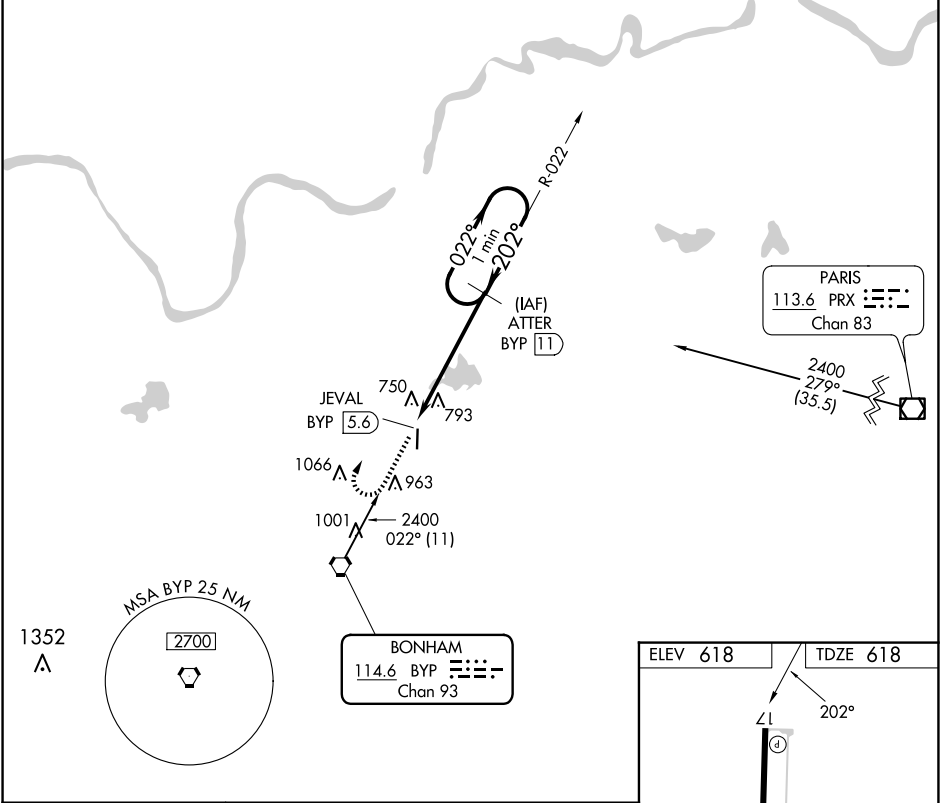 R-022
022°
1 min
202°
(IAF)
ATTER
BYP 11
PARIS
113.6 PRX
Chan 83
2400
279°
(35.5)
750
793
JEVAL
BYP 5.6
1066
963
1001
2400
022° (11)
MSA BYP 25 NM
2700
1352
BONHAM
114.6 BYP
Chan 93
ELEV 618
TDZE 618
202°
17
P